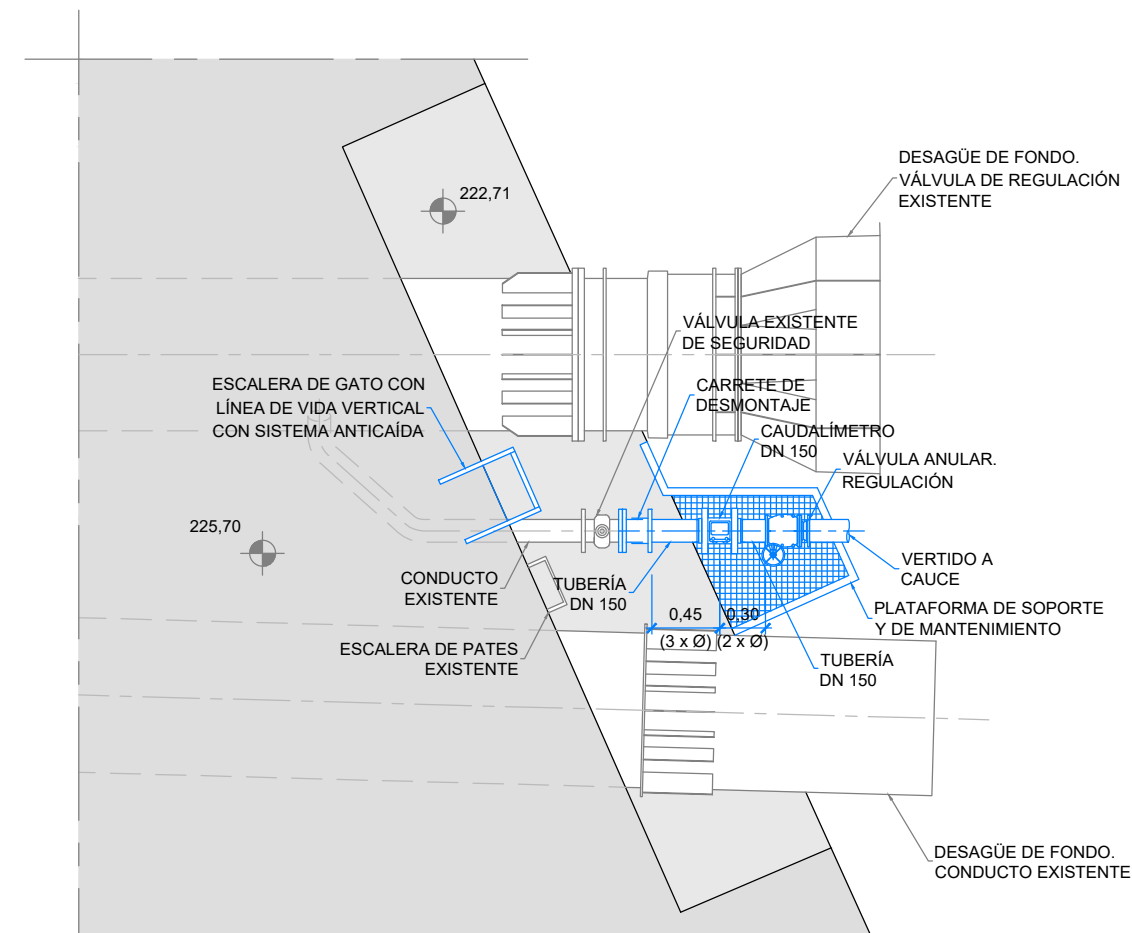 DESAGÜE DE FONDO.
VÁLVULA DE REGULACIÓN
EXISTENTE
222,71
VÁLVULA EXISTENTE
DE SEGURIDAD
ESCALERA DE GATO CON
LÍNEA DE VIDA VERTICAL
CON SISTEMA ANTICAÍDA
CARRETE DE
DESMONTAJE
CAUDALÍMETRO
DN 150
VÁLVULA ANULAR.
REGULACIÓN
225,70
VERTIDO A
CAUCE
CONDUCTO
EXISTENTE
TUBERÍA
DN 150
PLATAFORMA DE SOPORTE
Y DE MANTENIMIENTO
0,45
0,30
(3 x Ø)
(2 x Ø)
ESCALERA DE PATES
EXISTENTE
TUBERÍA
DN 150
DESAGÜE DE FONDO.
CONDUCTO EXISTENTE